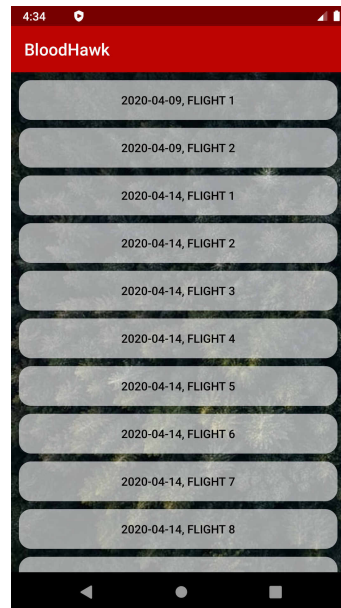 4:34
BloodHawk
2020-04-09, FLIGHT 1
2020-04-09, FLIGHT 2
2020-04-14, FLIGHT 1
2020-04-14, FLIGHT 2
2020-04-14, FLIGHT 3
2020-04-14, FLIGHT 4
2020-04-14, FLIGHT 5
2020-04-14, FLIGHT 6
2020-04-14, FLIGHT 7
2020-04-14, FLIGHT 8